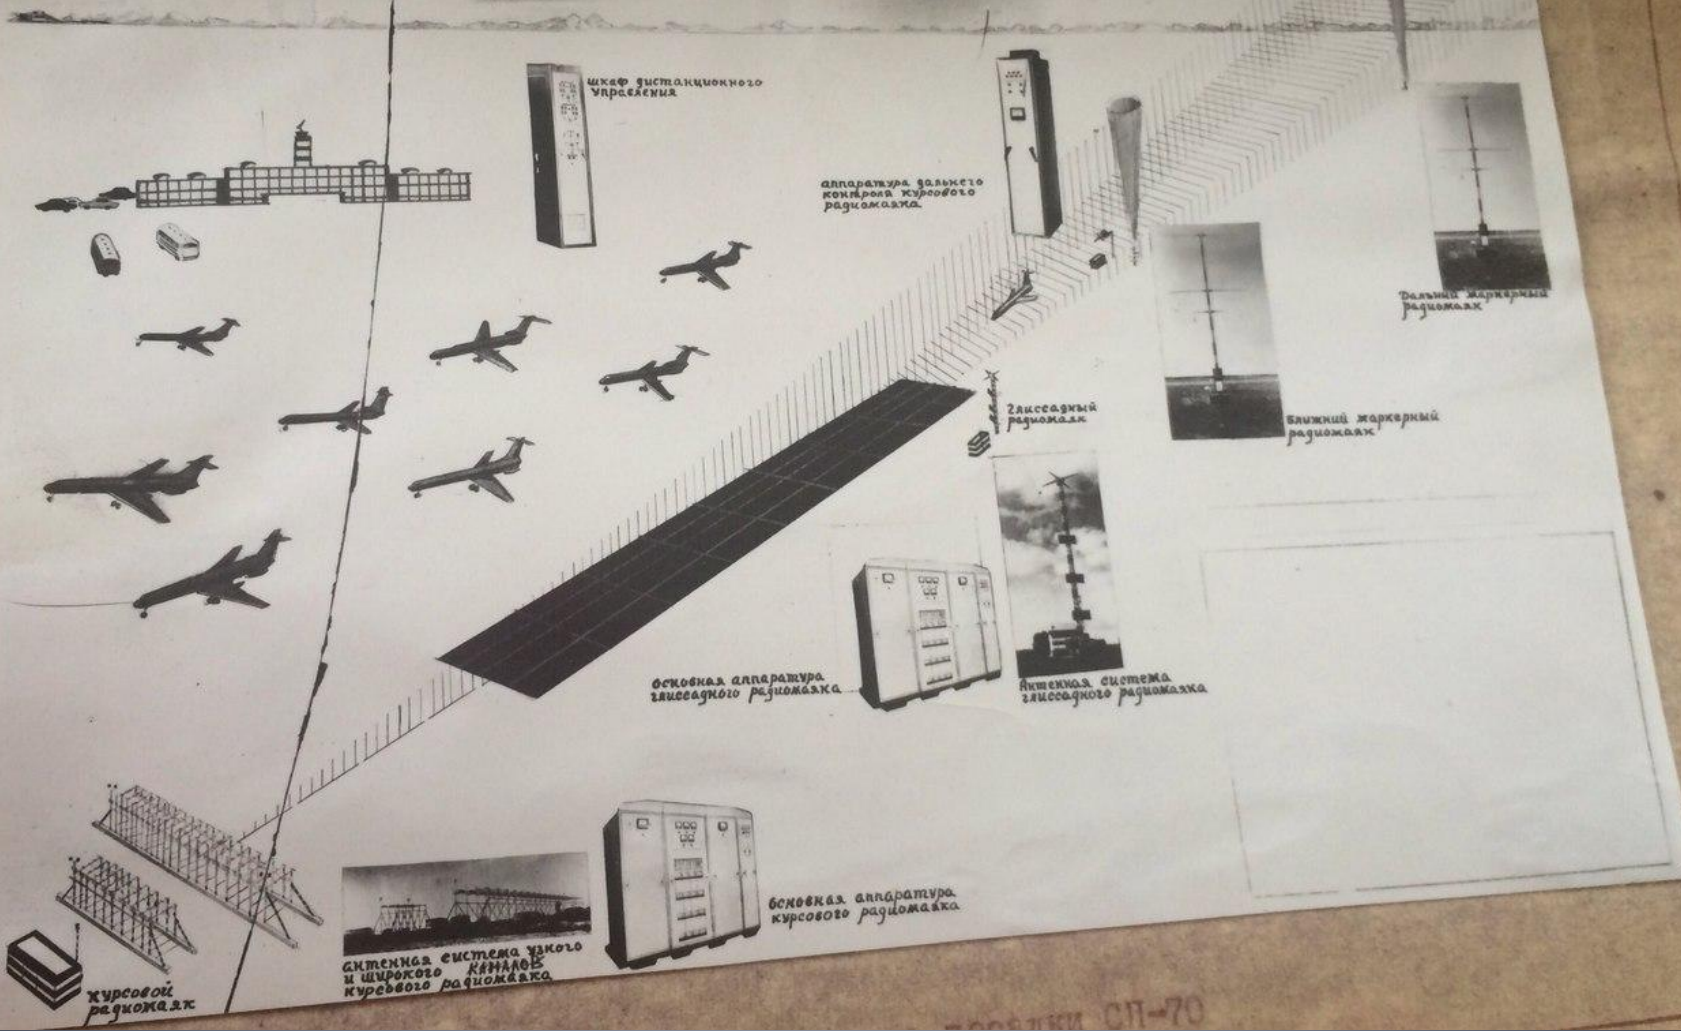 шкаф дистанционного
управления
аппаратура дальнего
контроля курсового
радиомаяка
Дальний маркерный
радиомаяк
Ближний маркерный
радиомаяк
Глиссадный
радиомаяк
Основная аппаратура
глиссадного радиомаяка
Антенная система
глиссадного радиомаяка
основная аппаратура
курсового радиомаяка
антенная система узкого
и широкого КАНАЛОВ
курсового радиомаяка
курсовой
радиомаяк
СП-70